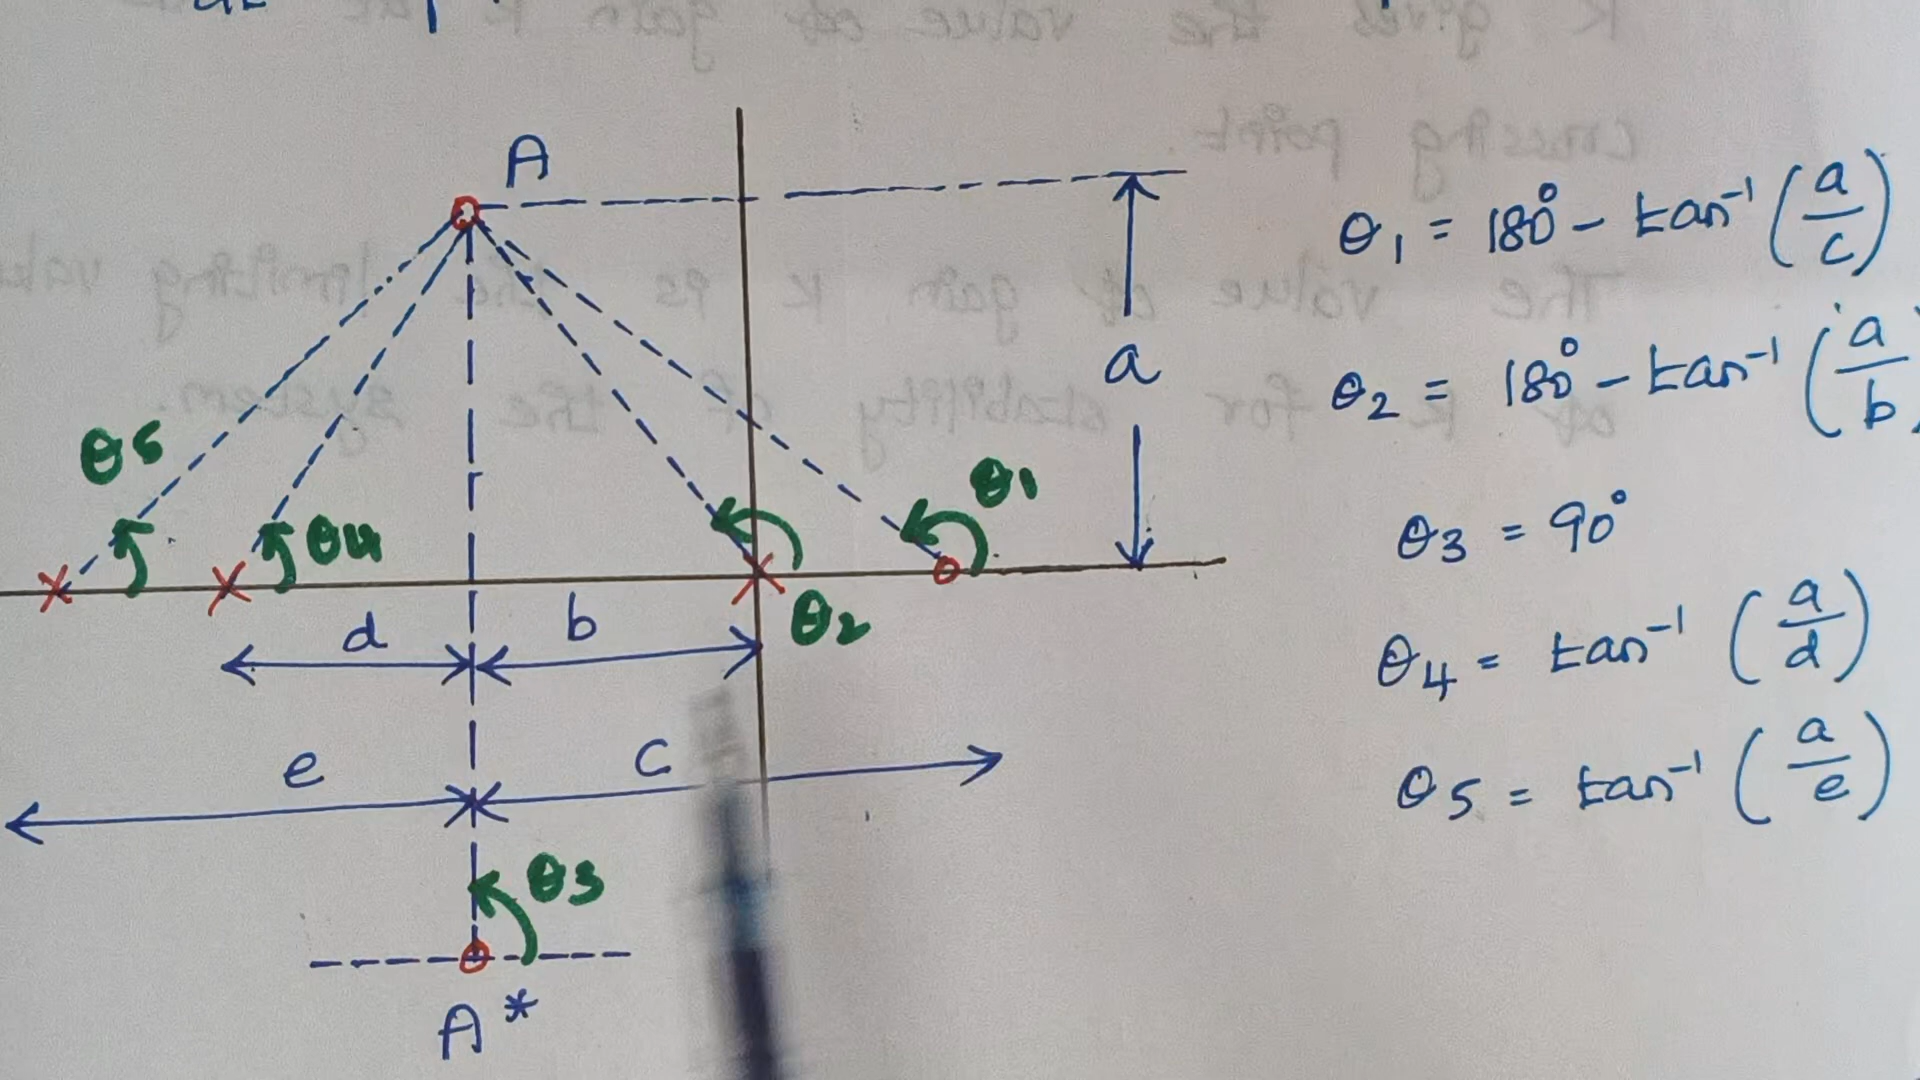 A
θ₁ = 180° - tan⁻¹ (a/c)
θ₂ = 180° - tan⁻¹ (a/b)
a
θ5
θ1
θ3 = 90°
θ4
θ2
d
b
θ4 = tan⁻¹ (a/d)
e
c
θ5 = tan⁻¹ (a/e)
θ3
A*